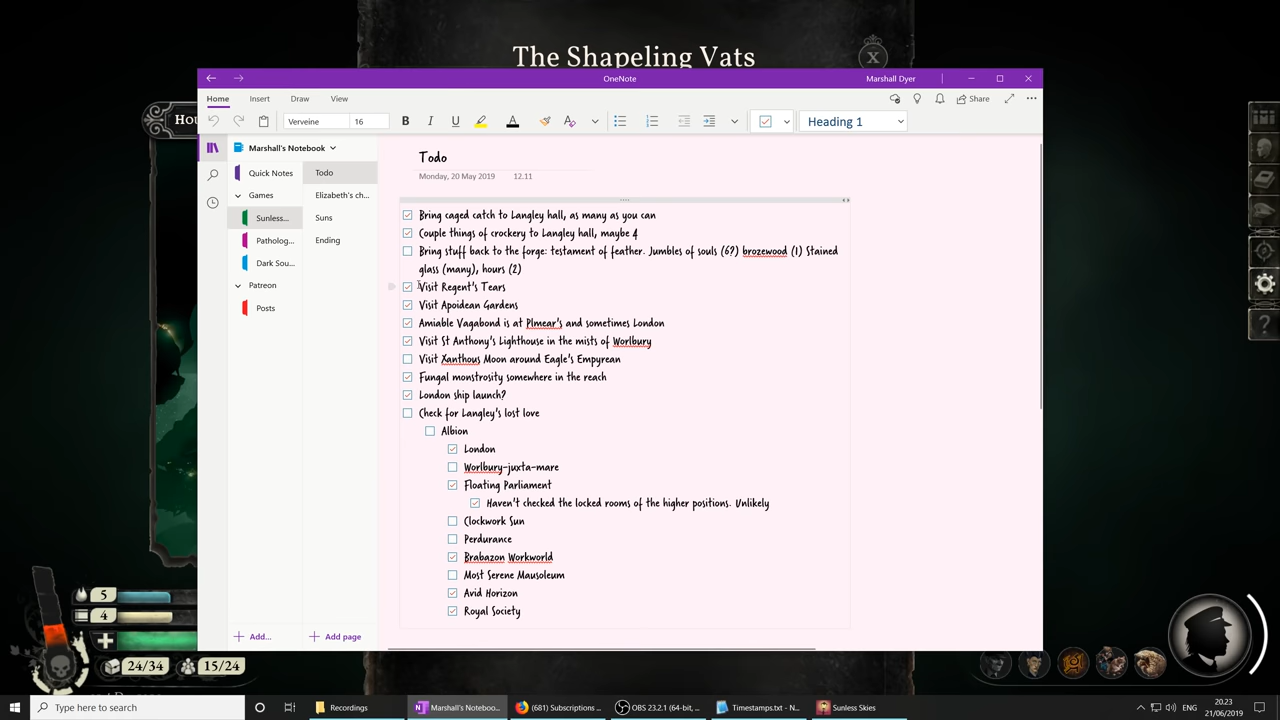 The Shapeling Vats
X
OneNote
Marshall Dyer
Home
Insert
Draw
View
Share
Verveine
16
B
I
U
A
Heading 1
Marshall's Notebook
Quick Notes
Games
Sunless...
Patholog...
Dark Sou...
Patreon
Posts
Todo
Elizabeth's ch...
Suns
Ending
Todo
Monday, 20 May 2019 12.11
Bring caged catch to Langley hall, as many as you can
Couple things of crockery to Langley hall, maybe 4
Bring stuff back to the forge: testament of feather. Jumbles of souls (6?) brozewood (1) Stained
glass (many), hours (2)
Visit Regent's Tears
Visit Apoidean Gardens
Amiable Vagabond is at Plmear's and sometimes London
Visit St Anthony's Lighthouse in the mists of Worlbury
Visit Xanthous Moon around Eagle's Empyrean
Fungal monstrosity somewhere in the reach
London ship launch?
Check for Langley's lost love
Albion
London
Worlbury-juxta-mare
Floating Parliament
Haven't checked the locked rooms of the higher positions. Unlikely
Clockwork Sun
Perdurance
Brabazon Workworld
Most Serene Mausoleum
Avid Horizon
Royal Society
Add...
Add page
5
4
24/34
15/24
Type here to search
Recordings
Marshall's Noteboo...
(681) Subscriptions ...
OBS 23.2.1 (64-bit, ...
Timestamps.txt - N...
Sunless Skies
ENG
20.23
21/06/2019